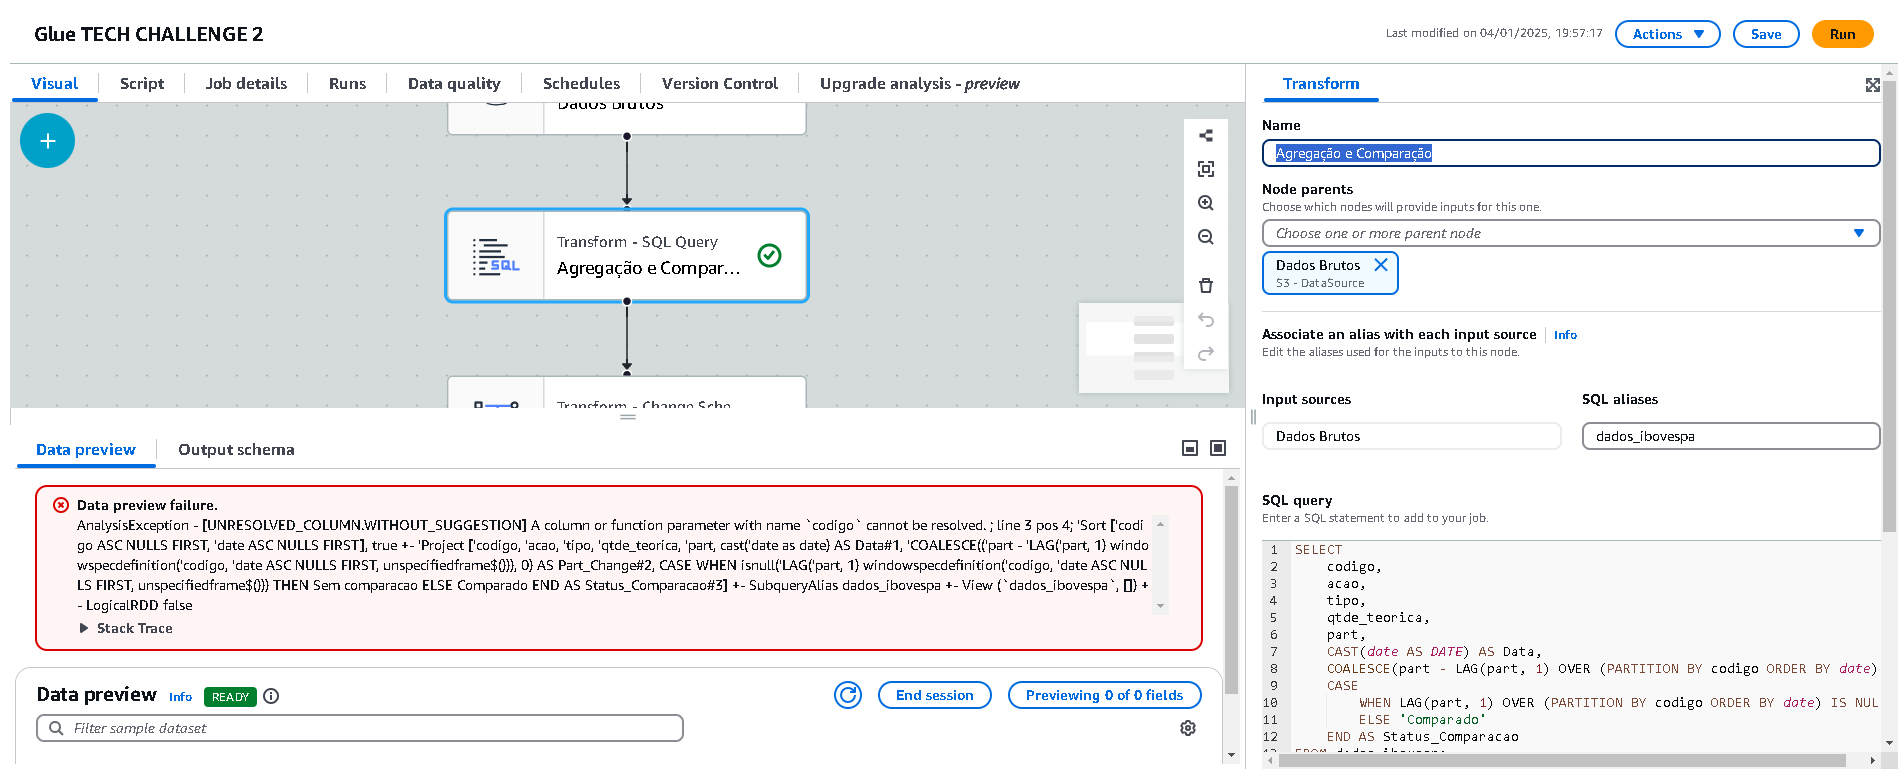 Glue TECH CHALLENGE 2
Last modified on 04/01/2025, 19:57:17
Actions
Save
Run
Visual
Script
Job details
Runs
Data quality
Schedules
Version Control
Upgrade analysis - preview
Dados Brutos
Transform - SQL Query
Agregação e Compar...
SQL
Transform - Change Sche
Data preview
Output schema
Data preview failure.
AnalysisException - [UNRESOLVED_COLUMN.WITHOUT_SUGGESTION] A column or function parameter with name `codigo` cannot be resolved. ; line 3 pos 4; 'Sort ['codi
go ASC NULLS FIRST, 'date ASC NULLS FIRST], true +- 'Project ['codigo, 'acao, 'tipo, 'qtde_teorica, 'part, cast('date as date) AS Data#1, 'COALESCE(('part - 'LAG('part, 1) windo
wspecdefinition('codigo, 'date ASC NULLS FIRST, unspecifiedframe$())), 0) AS Part_Change#2, CASE WHEN isnull('LAG('part, 1) windowspecdefinition('codigo, 'date ASC NUL
LS FIRST, unspecifiedframe$())) THEN Sem comparacao ELSE Comparado END AS Status_Comparacao#3] +- SubqueryAlias dados_ibovespa +- View (`dados_ibovespa`, []) +
- LogicalRDD false
Stack Trace
Data preview
Info
READY
End session
Previewing 0 of 0 fields
Filter sample dataset
Transform
Name
Agregação e Comparação
Node parents
Choose which nodes will provide inputs for this one.
Choose one or more parent node
Dados Brutos
S3 - DataSource
Associate an alias with each input source
Info
Edit the aliases used for the inputs to this node.
Input sources
SQL aliases
Dados Brutos
dados_ibovespa
SQL query
Enter a SQL statement to add to your job.
1 SELECT
2 codigo,
3 acao,
4 tipo,
5 qtde_teorica,
6 part,
7 CAST(date AS DATE) AS Data,
8 COALESCE(part - LAG(part, 1) OVER (PARTITION BY codigo ORDER BY date)
9 CASE
10 WHEN LAG(part, 1) OVER (PARTITION BY codigo ORDER BY date) IS NUL
11 ELSE 'Comparado'
12 END AS Status_Comparacao
13 FROM dados_ibovespa